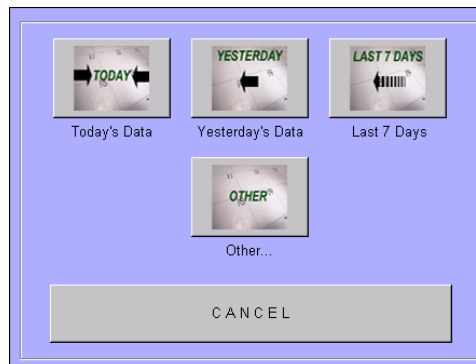 TODAY
YESTERDAY
LAST 7 DAYS
Today's Data
Yesterday's Data
Last 7 Days
OTHER
Other...
CANCEL